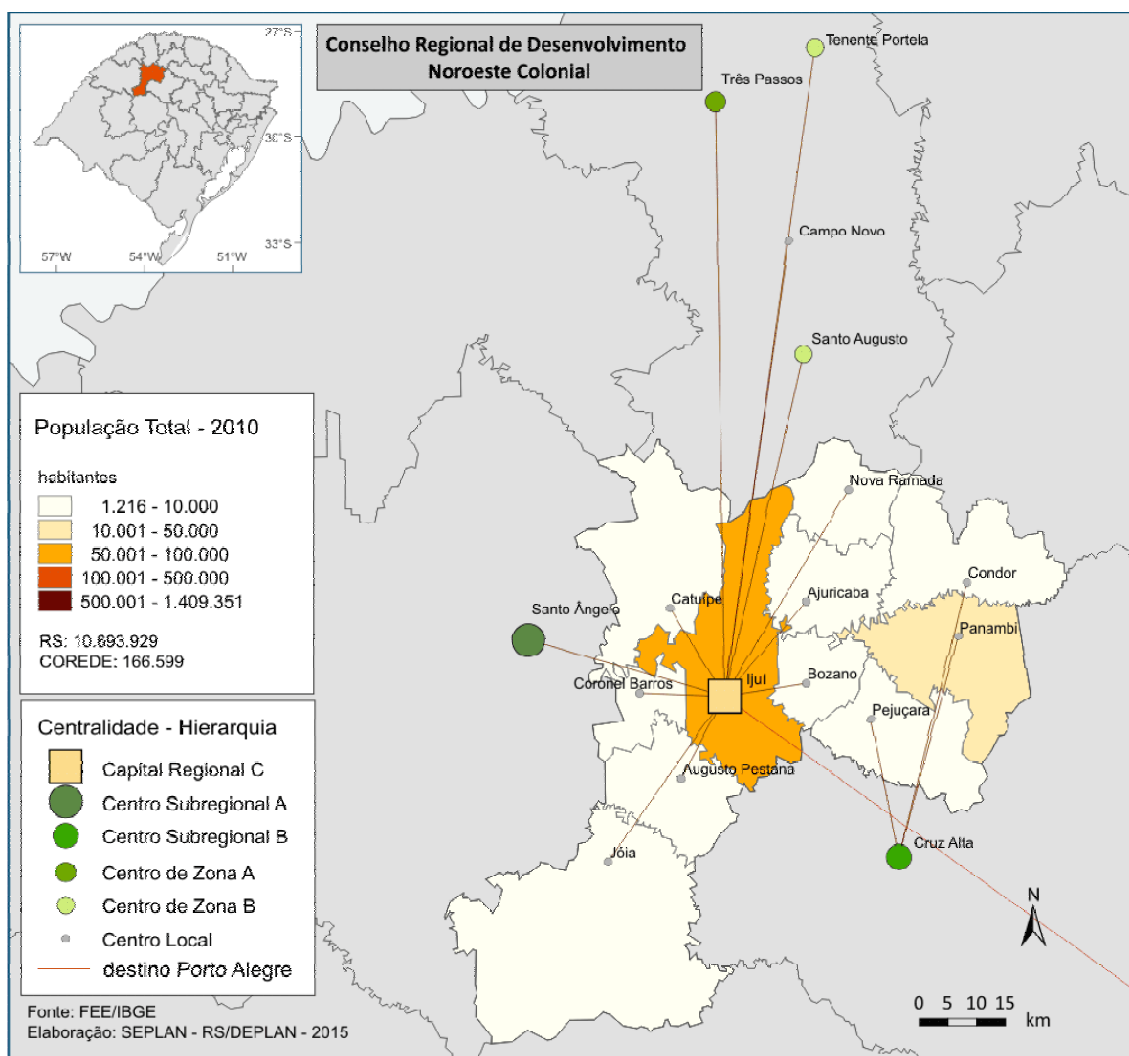 Conselho Regional de Desenvolvimento
Noroeste Colonial
27°S
30°S
33°S
57°W
54°W
51°W
Tenente Portela
Três Passos
Campo Novo
Santo Augusto
População Total - 2010
habitantes
1.216 - 10.000
10.001 - 50.000
50.001 - 100.000
100.001 - 500.000
500.001 - 1.409.351
RS: 10.693.929
COREDE: 166.599
Nova Ramada
Condor
Catuípe
Ajuricaba
Santo Ângelo
Panambi
Ijuí
Bozano
Coronel Barros
Pejuçara
Augusto Pestana
Cruz Alta
Jóia
Centralidade - Hierarquia
Capital Regional C
Centro Subregional A
Centro Subregional B
Centro de Zona A
Centro de Zona B
Centro Local
destino Porto Alegre
N
0 5 10 15
km
Fonte: FEE/IBGE
Elaboração: SEPLAN - RS/DEPLAN - 2015